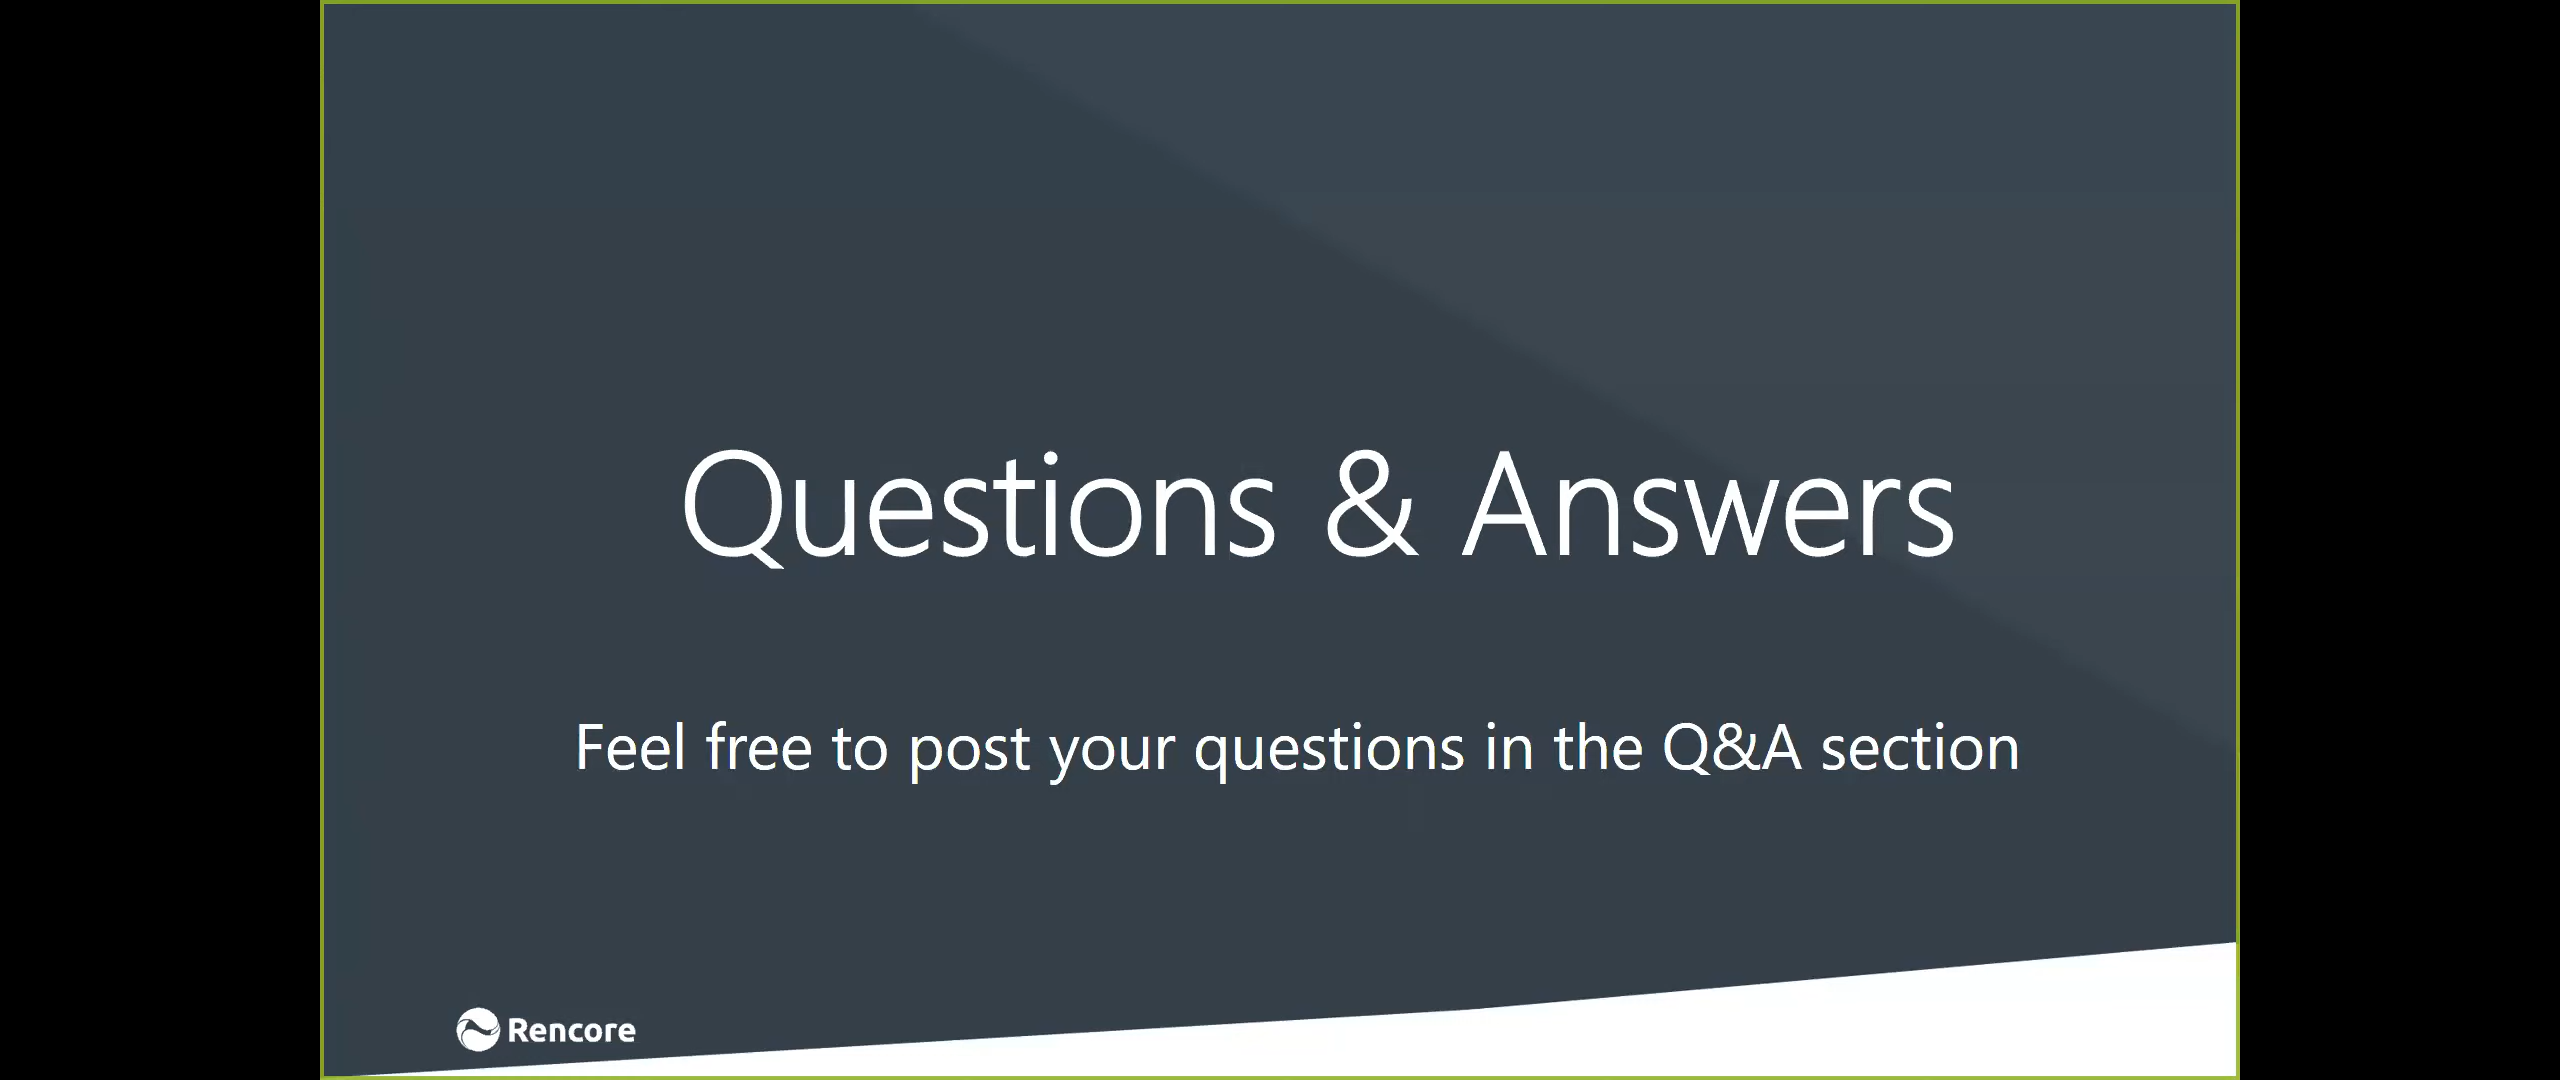 Questions & Answers
Feel free to post your questions in the Q&A section
Rencore